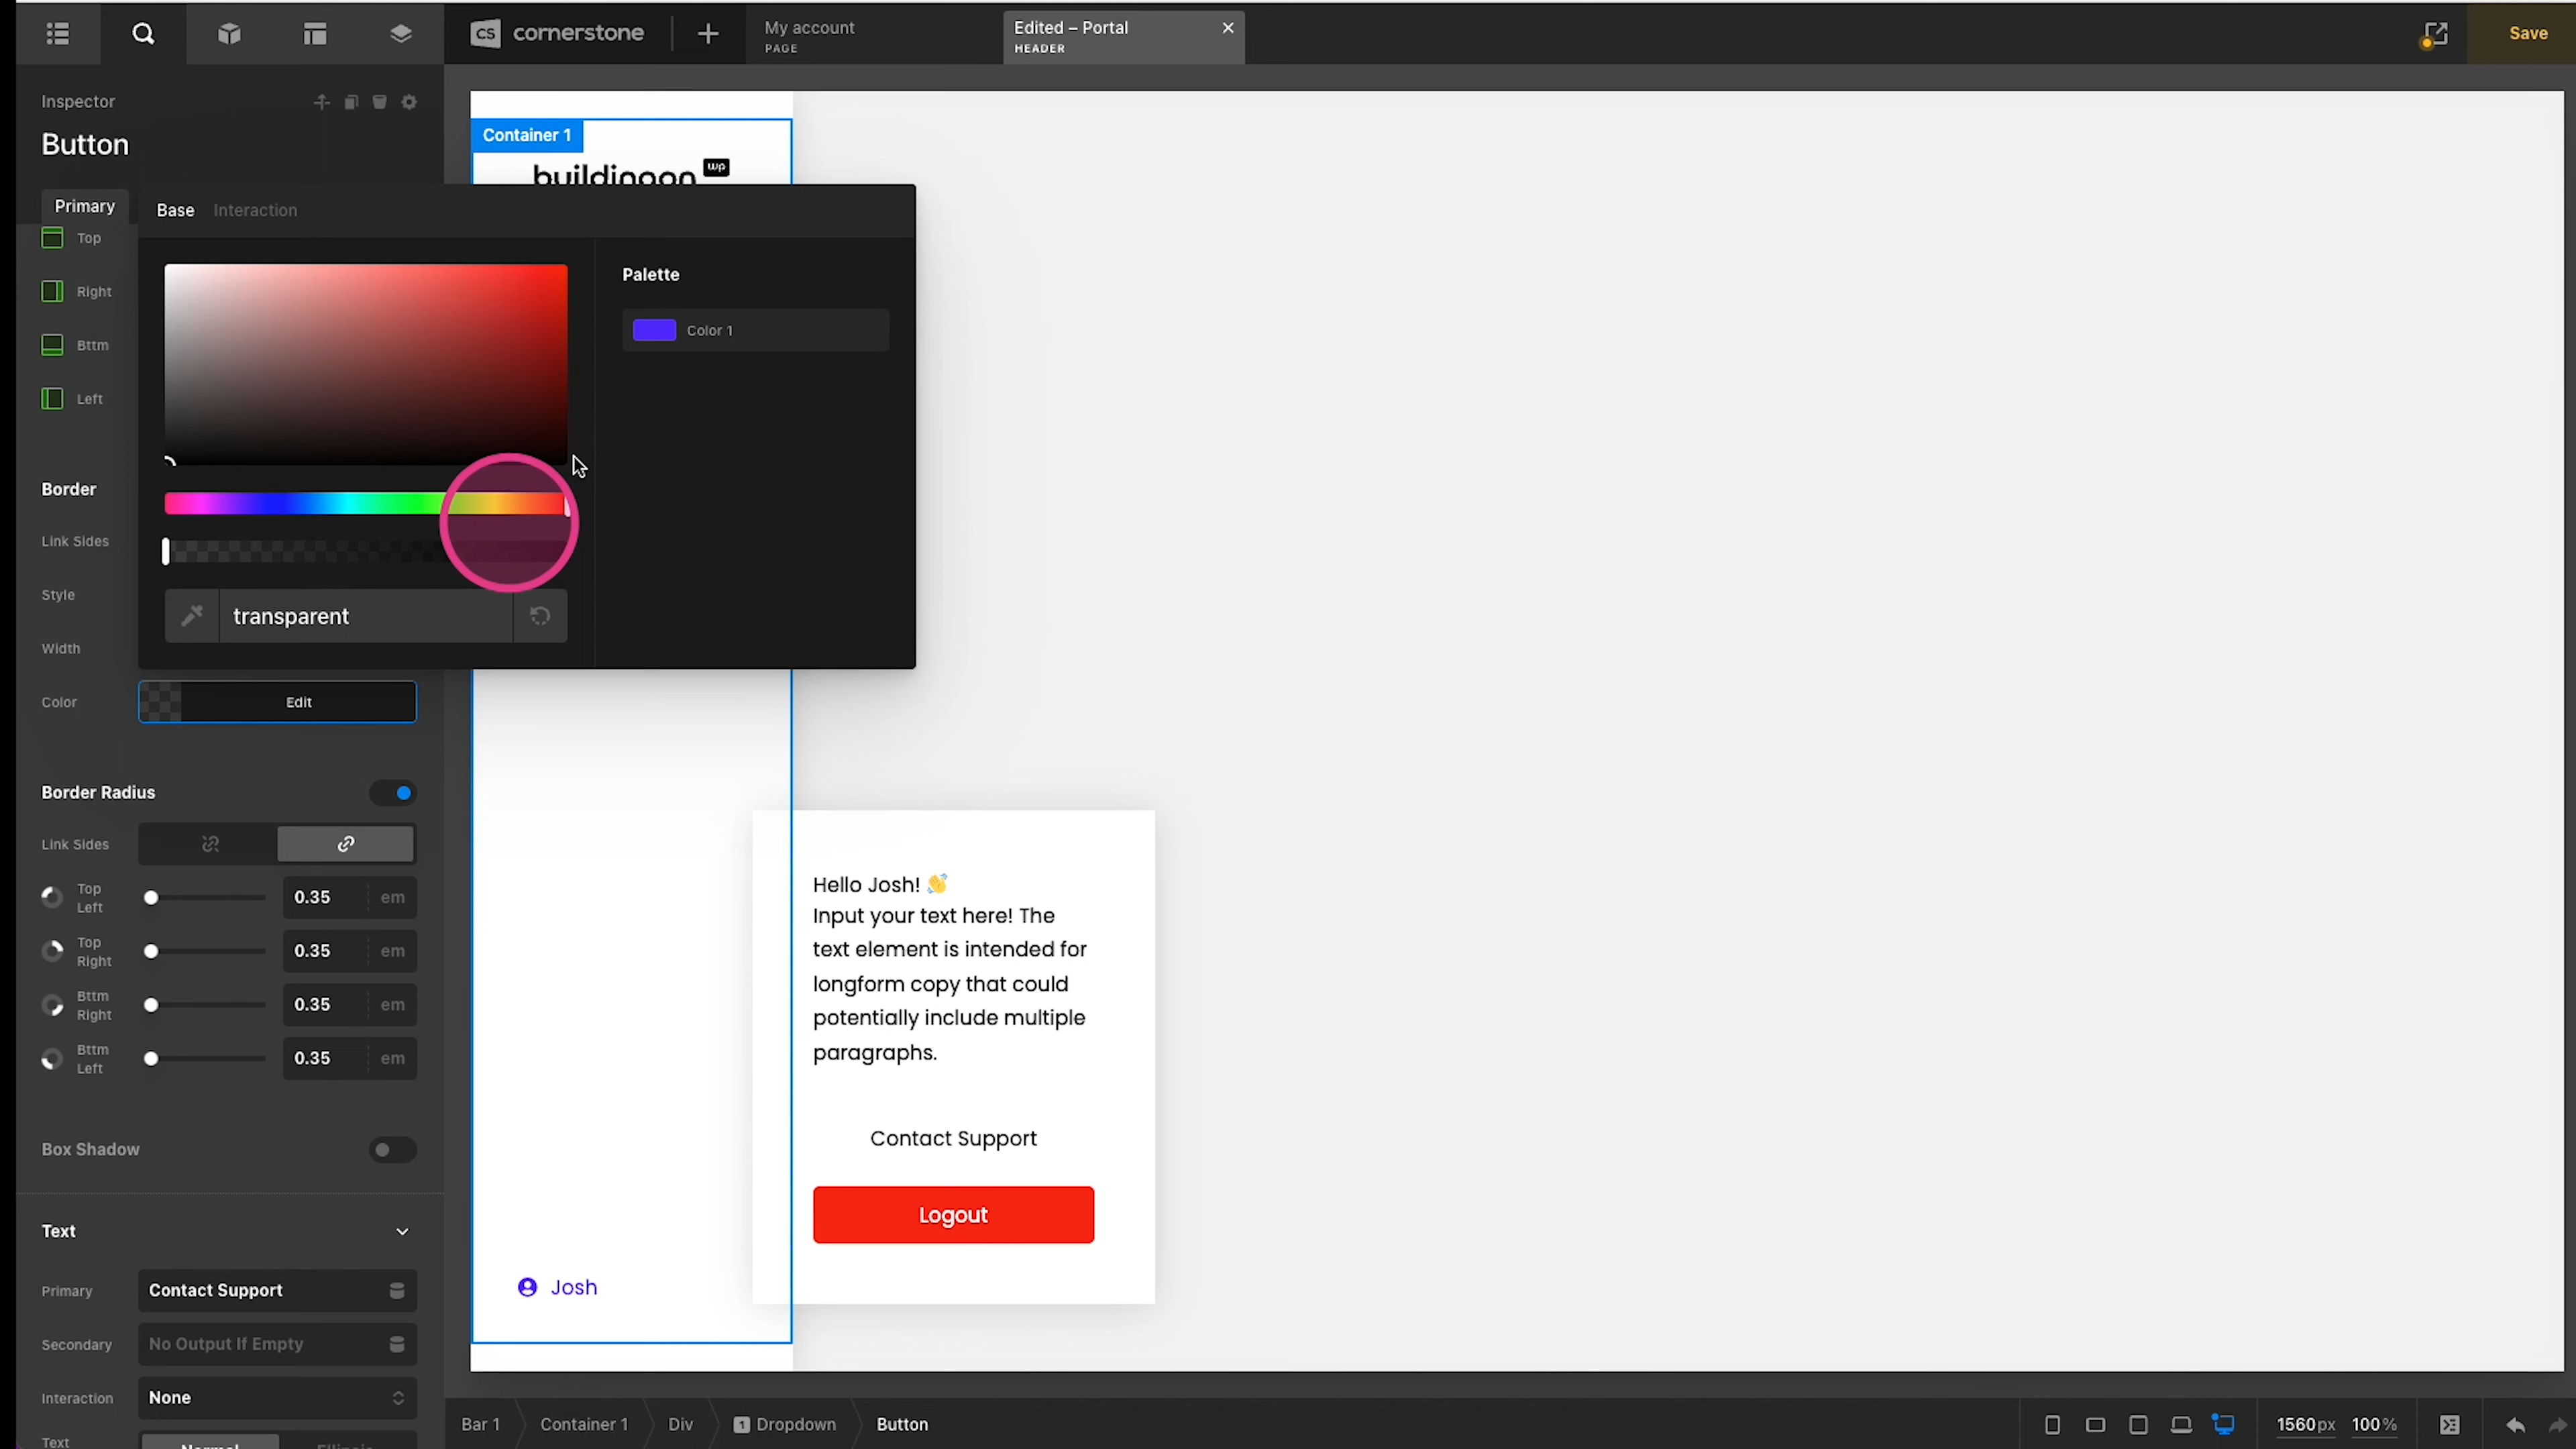 CS cornerstone
My account
PAGE
Edited – Portal
HEADER
Save
Inspector
Button
Primary
Base Interaction
Top
Right
Bttm
Left
Palette
Color 1
transparent
Border
Link Sides
Style
Width
Color Edit
Border Radius
Link Sides
Top Left 0.35 em
Top Right 0.35 em
Bttm Right 0.35 em
Bttm Left 0.35 em
Box Shadow
Text
Primary Contact Support
Secondary No Output If Empty
Interaction None
Text Normal
Container 1
wp
Hello Josh! 👋
Input your text here! The
text element is intended for
longform copy that could
potentially include multiple
paragraphs.
Contact Support
Logout
Josh
Bar 1 Container 1 Div 1 Dropdown Button
1560px 100%